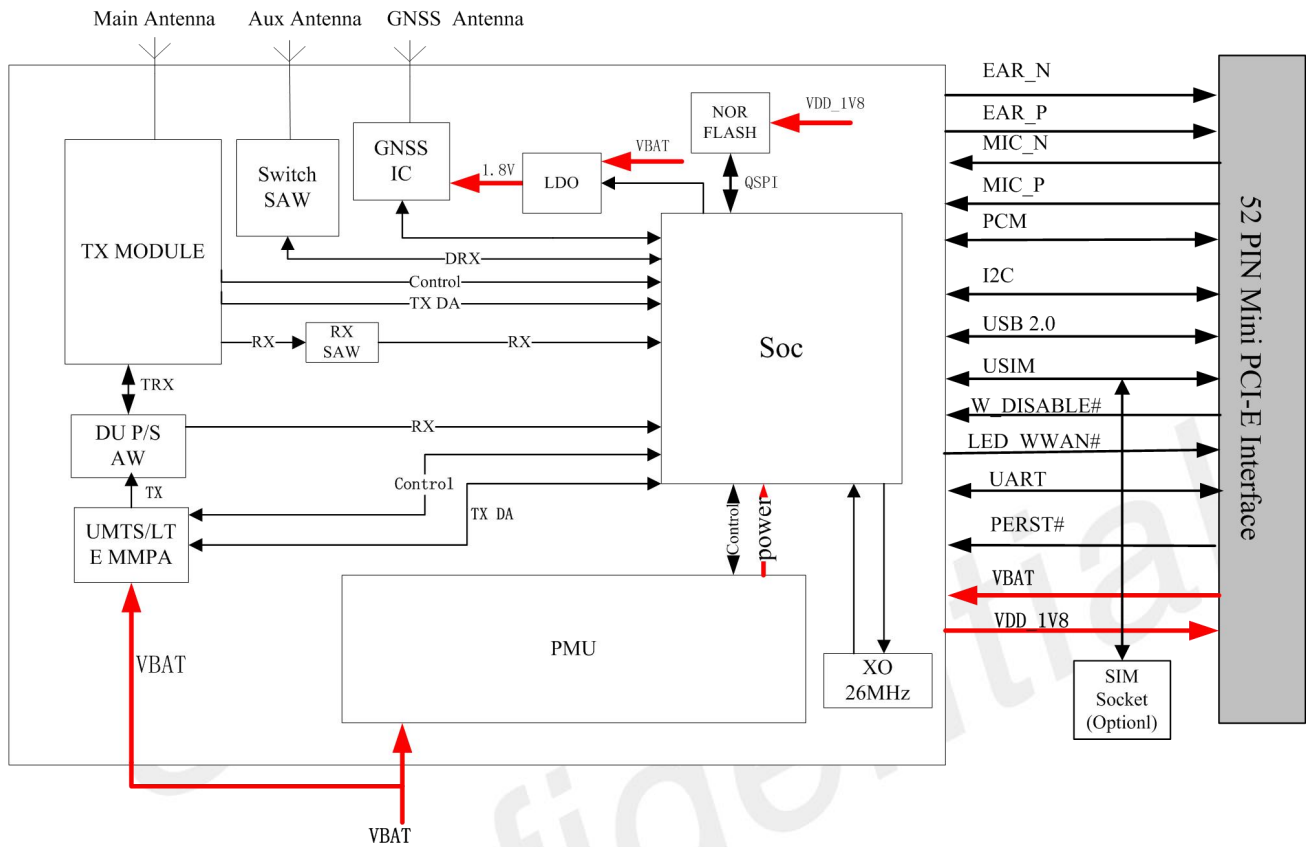 Main Antenna
Aux Antenna
GNSS Antenna
EAR_N
EAR_P
MIC_N
MIC_P
PCM
I2C
USB 2.0
USIM
W_DISABLE#
LED_WWAN#
UART
PERST#
VBAT
VDD_1V8
52 PIN Mini PCI-E Interface
SIM
Socket
(Optionl)
NOR
FLASH
VDD_1V8
VBAT
GNSS
IC
1.8V
LDO
QSPI
Switch
SAW
TX MODULE
DRX
Control
TX DA
RX
RX
SAW
RX
Soc
TRX
DU P/S
AW
RX
TX
Control
TX DA
UMTS/LT
E MMPA
Control
power
PMU
XO
26MHz
VBAT
VBAT